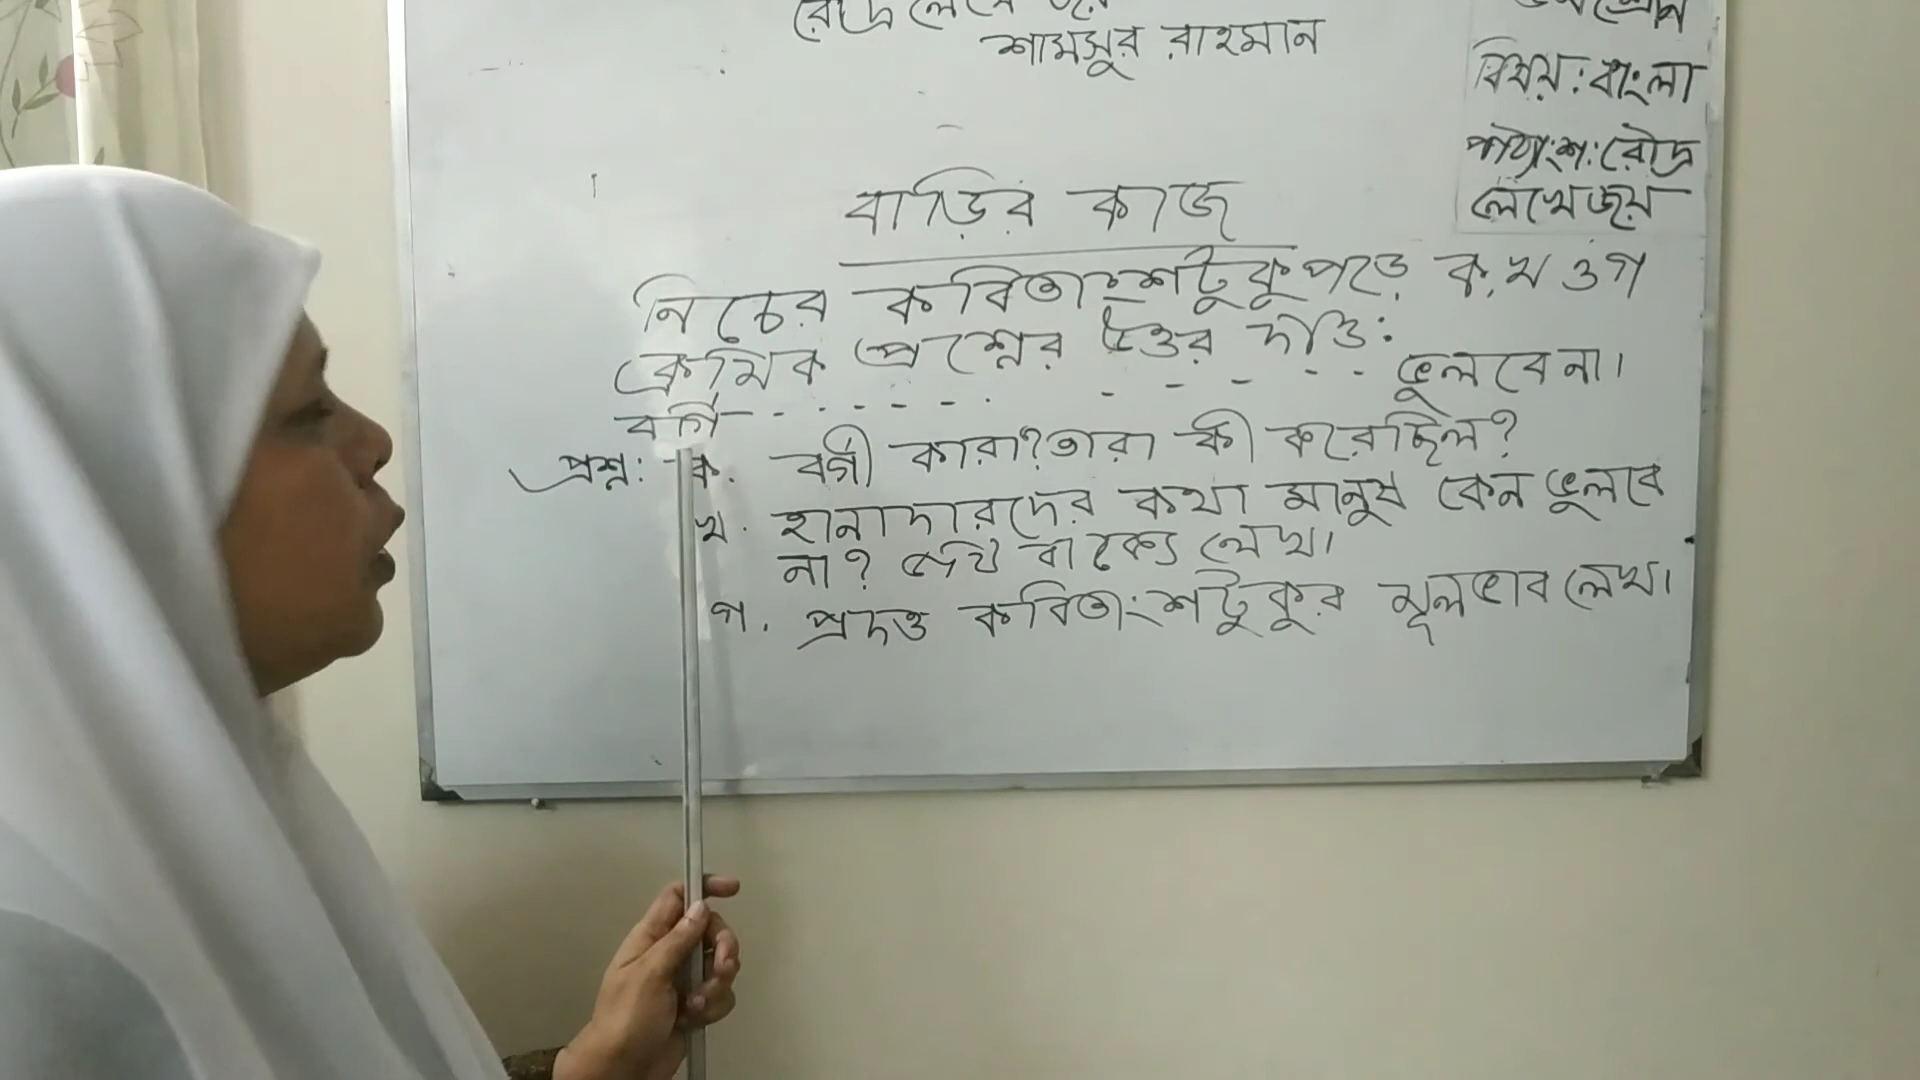 রৌদ্র লেখে জয়
শামসুর রাহমান
বিষয়: বাংলা
পাঠ্যাংশ: রৌদ্র
লেখে জয়
বাড়ির কাজ
নিচের কবিতাংশটুকু পড়ে ক, খ ও গ
ক্রমিক প্রশ্নের উত্তর দাও:
বর্গি - - - - - - - - - - - ভুলবে না।
প্রশ্ন: ক. বর্গী কারা? তারা কী করেছিল?
খ. হানাদারদের কথা মানুষ কেন ভুলবে
না? বাক্যে লেখ।
গ. প্রদত্ত কবিতাংশটুকুর মূলভাব লেখ।